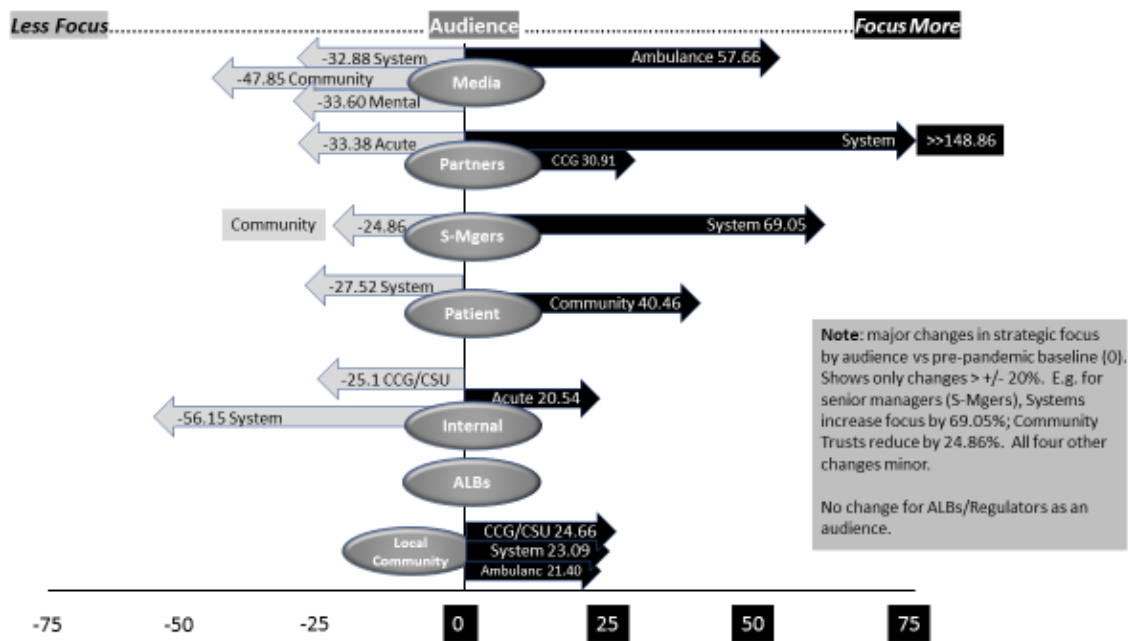 Less Focus
Audience
Focus More
-32.88 System
Ambulance 57.66
-47.85 Community
Media
-33.60 Mental
-33.38 Acute
System
>>148.86
Partners
CCG 30.91
Community
-24.86
S-Mgers
System 69.05
-27.52 System
Community 40.46
Patient
-25.1 CCG/CSU
Acute 20.54
-56.15 System
Internal
ALBs
CCG/CSU 24.66
Local
Community
System 23.09
Ambulanc 21.40
Note: major changes in strategic focus
by audience vs pre-pandemic baseline (0).
Shows only changes > +/- 20%. E.g. for
senior managers (S-Mgers), Systems
increase focus by 69.05%; Community
Trusts reduce by 24.86%. All four other
changes minor.
No change for ALBs/Regulators as an
audience.
-75 -50 -25 0 25 50 75